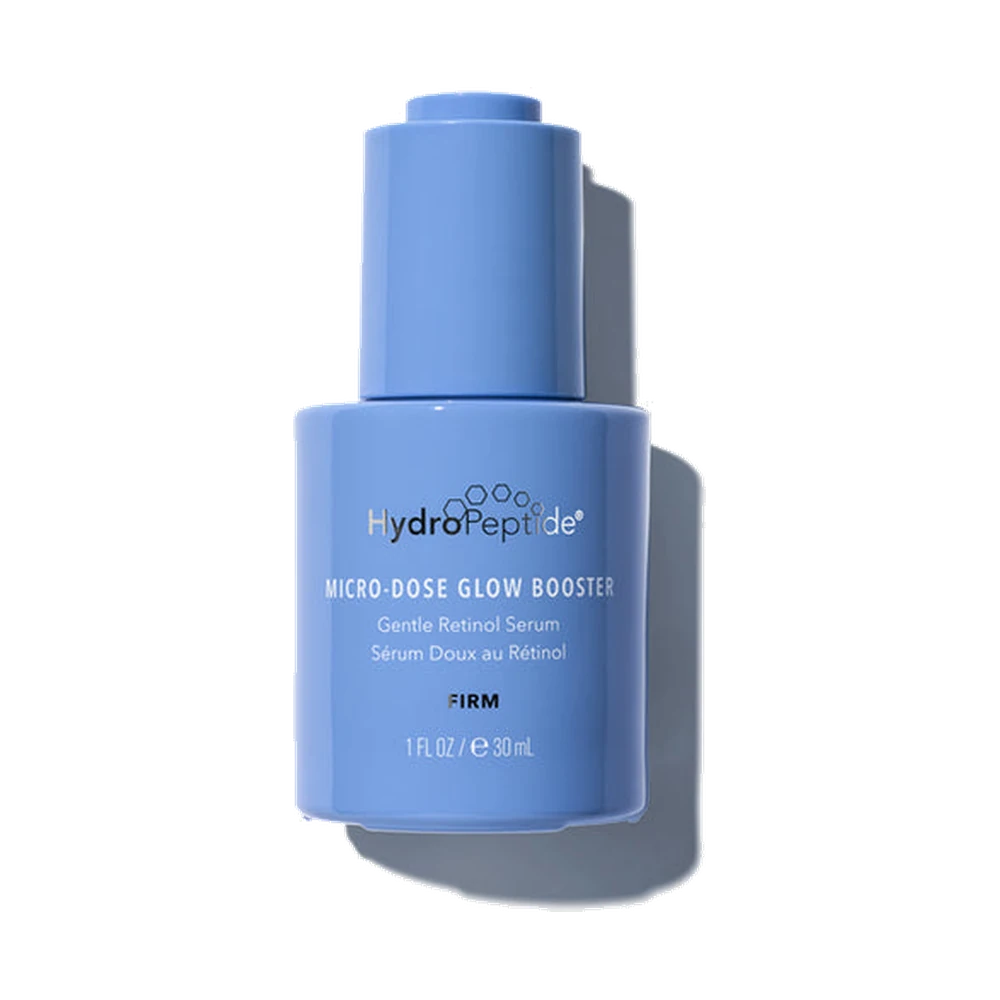 HydroPeptide®
MICRO-DOSE GLOW BOOSTER
Gentle Retinol Serum
Sérum Doux au Rétinol
FIRM
1 FL OZ / ℮ 30 mL